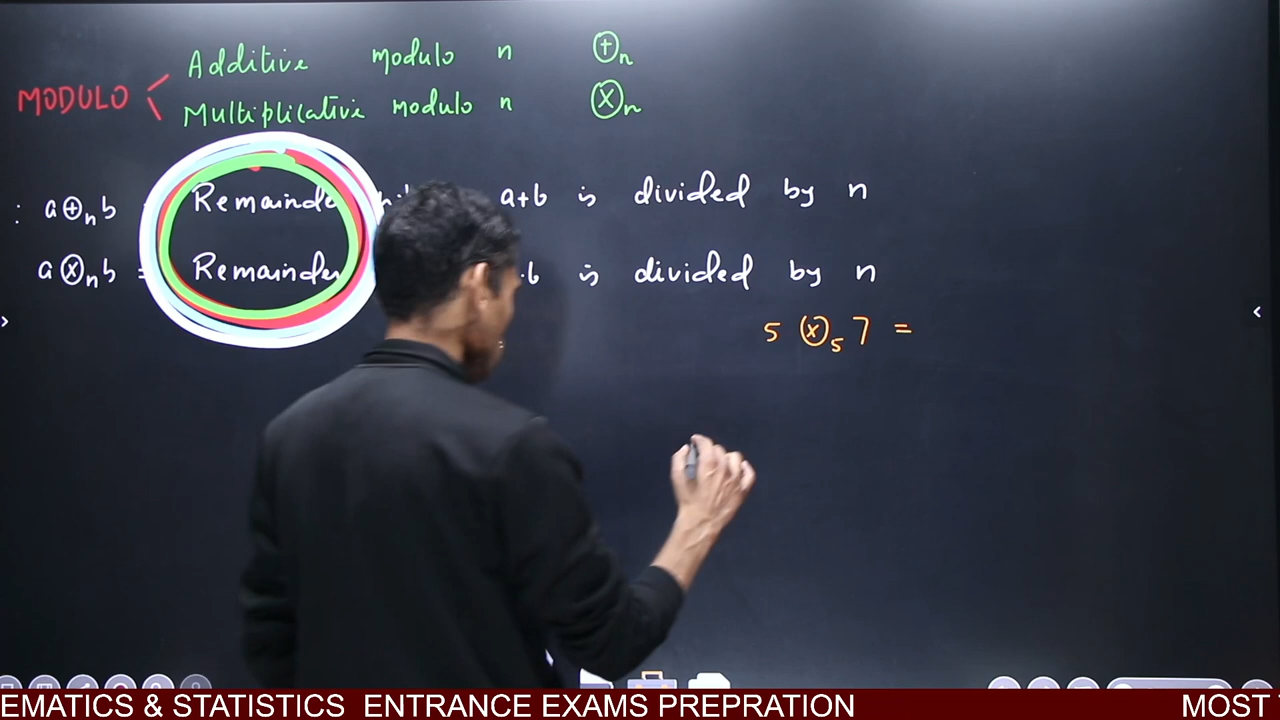 Additive modulo n ⊕n
MODULO
Multiplicative modulo n ⊗n
: a⊕n b : Remainde a+b is divided by n
a⊗n b = Remainder b is divided by n
5 ⊗5 7 =
EMATICS & STATISTICS ENTRANCE EXAMS PREPRATION MOST